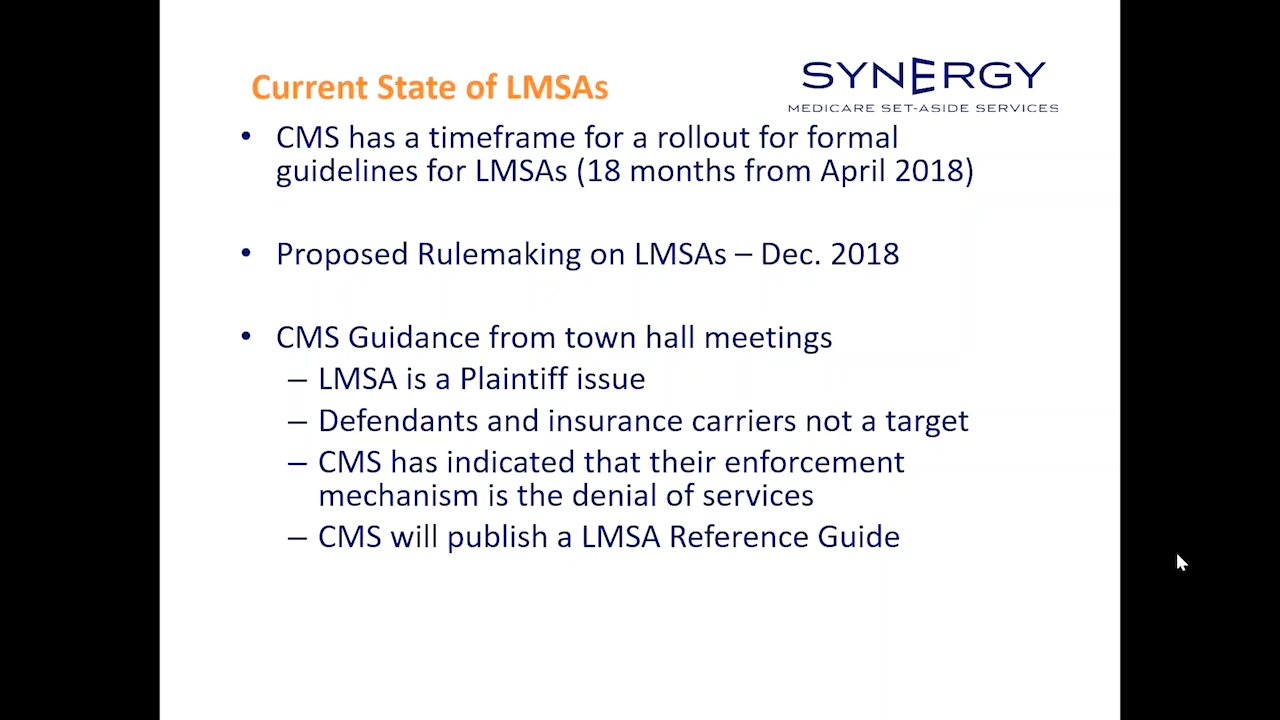 Current State of LMSAs
SYNERGY
MEDICARE SET-ASIDE SERVICES
• CMS has a timeframe for a rollout for formal
guidelines for LMSAs (18 months from April 2018)
• Proposed Rulemaking on LMSAs – Dec. 2018
• CMS Guidance from town hall meetings
– LMSA is a Plaintiff issue
– Defendants and insurance carriers not a target
– CMS has indicated that their enforcement
mechanism is the denial of services
– CMS will publish a LMSA Reference Guide